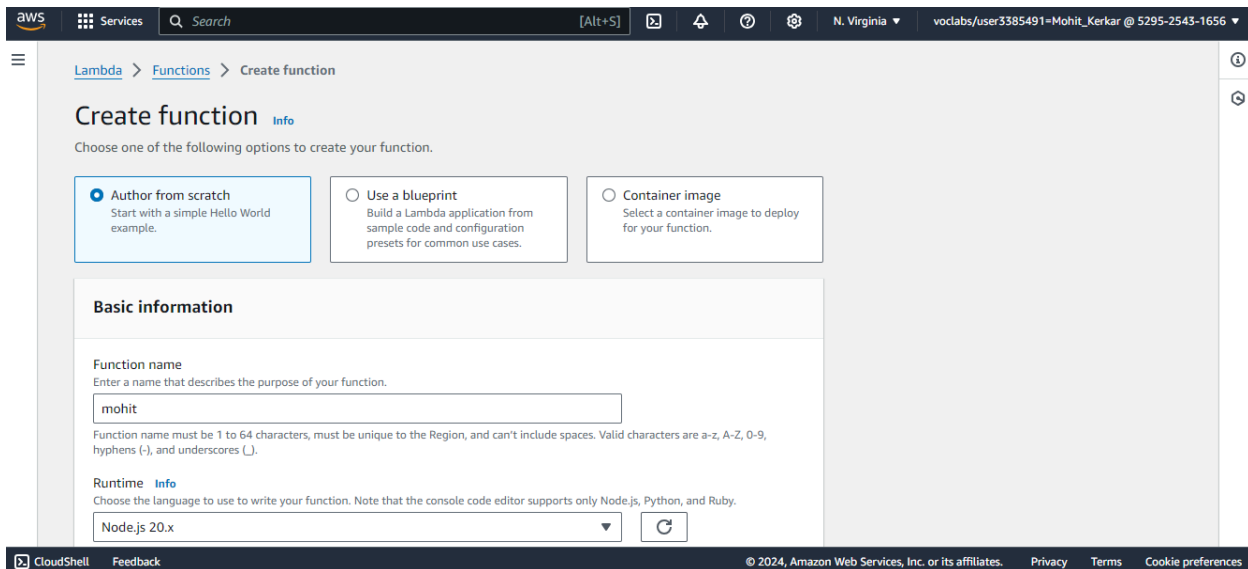 aws Services Search [Alt+S] N. Virginia voclabs/user3385491=Mohit_Kerkar @ 5295-2543-1656
Lambda > Functions > Create function
Create function Info
Choose one of the following options to create your function.
Author from scratch
Start with a simple Hello World
example.
Use a blueprint
Build a Lambda application from
sample code and configuration
presets for common use cases.
Container image
Select a container image to deploy
for your function.
Basic information
Function name
Enter a name that describes the purpose of your function.
mohit
Function name must be 1 to 64 characters, must be unique to the Region, and can't include spaces. Valid characters are a-z, A-Z, 0-9,
hyphens (-), and underscores (_).
Runtime Info
Choose the language to use to write your function. Note that the console code editor supports only Node.js, Python, and Ruby.
Node.js 20.x
CloudShell Feedback © 2024, Amazon Web Services, Inc. or its affiliates. Privacy Terms Cookie preferences